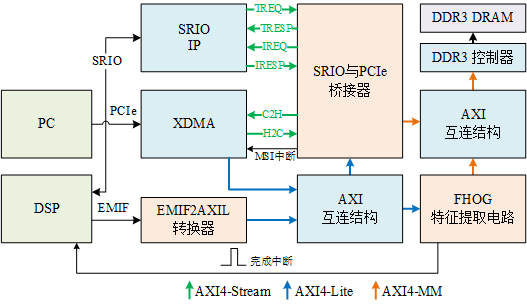 TREQ
TRESP
IREQ
IRESP
SRIO
IP
SRIO
DDR3 DRAM
DDR3 控制器
SRIO与PCIe
桥接器
PC
PCIe
XDMA
C2H
H2C
MSI中断
AXI
互连结构
DSP
EMIF
EMIF2AXIL
转换器
AXI
互连结构
FHOG
特征提取电路
完成中断
AXI4-Stream
AXI4-Lite
AXI4-MM